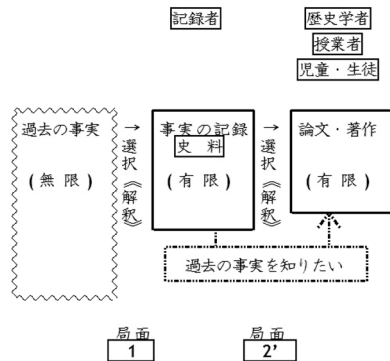 記録者
歴史学者
授業者
児童・生徒
過去の事実
(無限)
→
選択
《解釈》
事実の記録
史料
(有限)
→
選択
《解釈》
論文・著作
(有限)
過去の事実を知りたい
局面
1
局面
2'